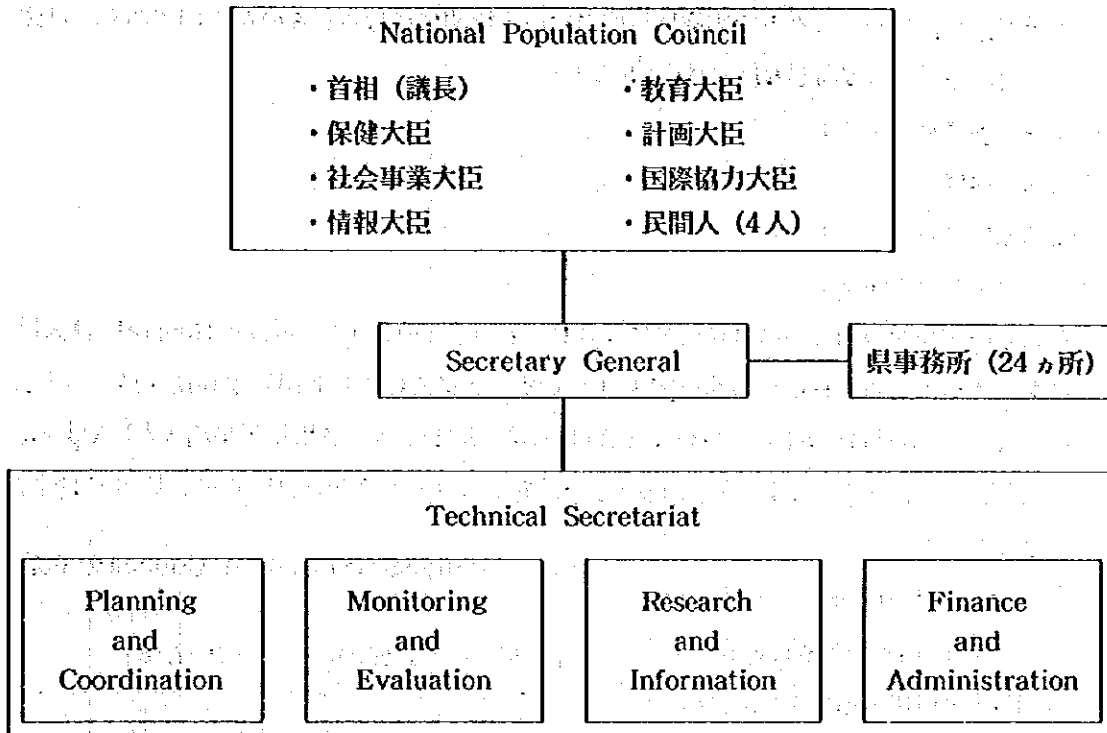 National Population Council
・首相（議長）
・保健大臣
・社会事業大臣
・情報大臣
・教育大臣
・計画大臣
・国際協力大臣
・民間人（4人）
Secretary General
県事務所（24ヵ所）
Technical Secretariat
Planning
and
Coordination
Monitoring
and
Evaluation
Research
and
Information
Finance
and
Administration